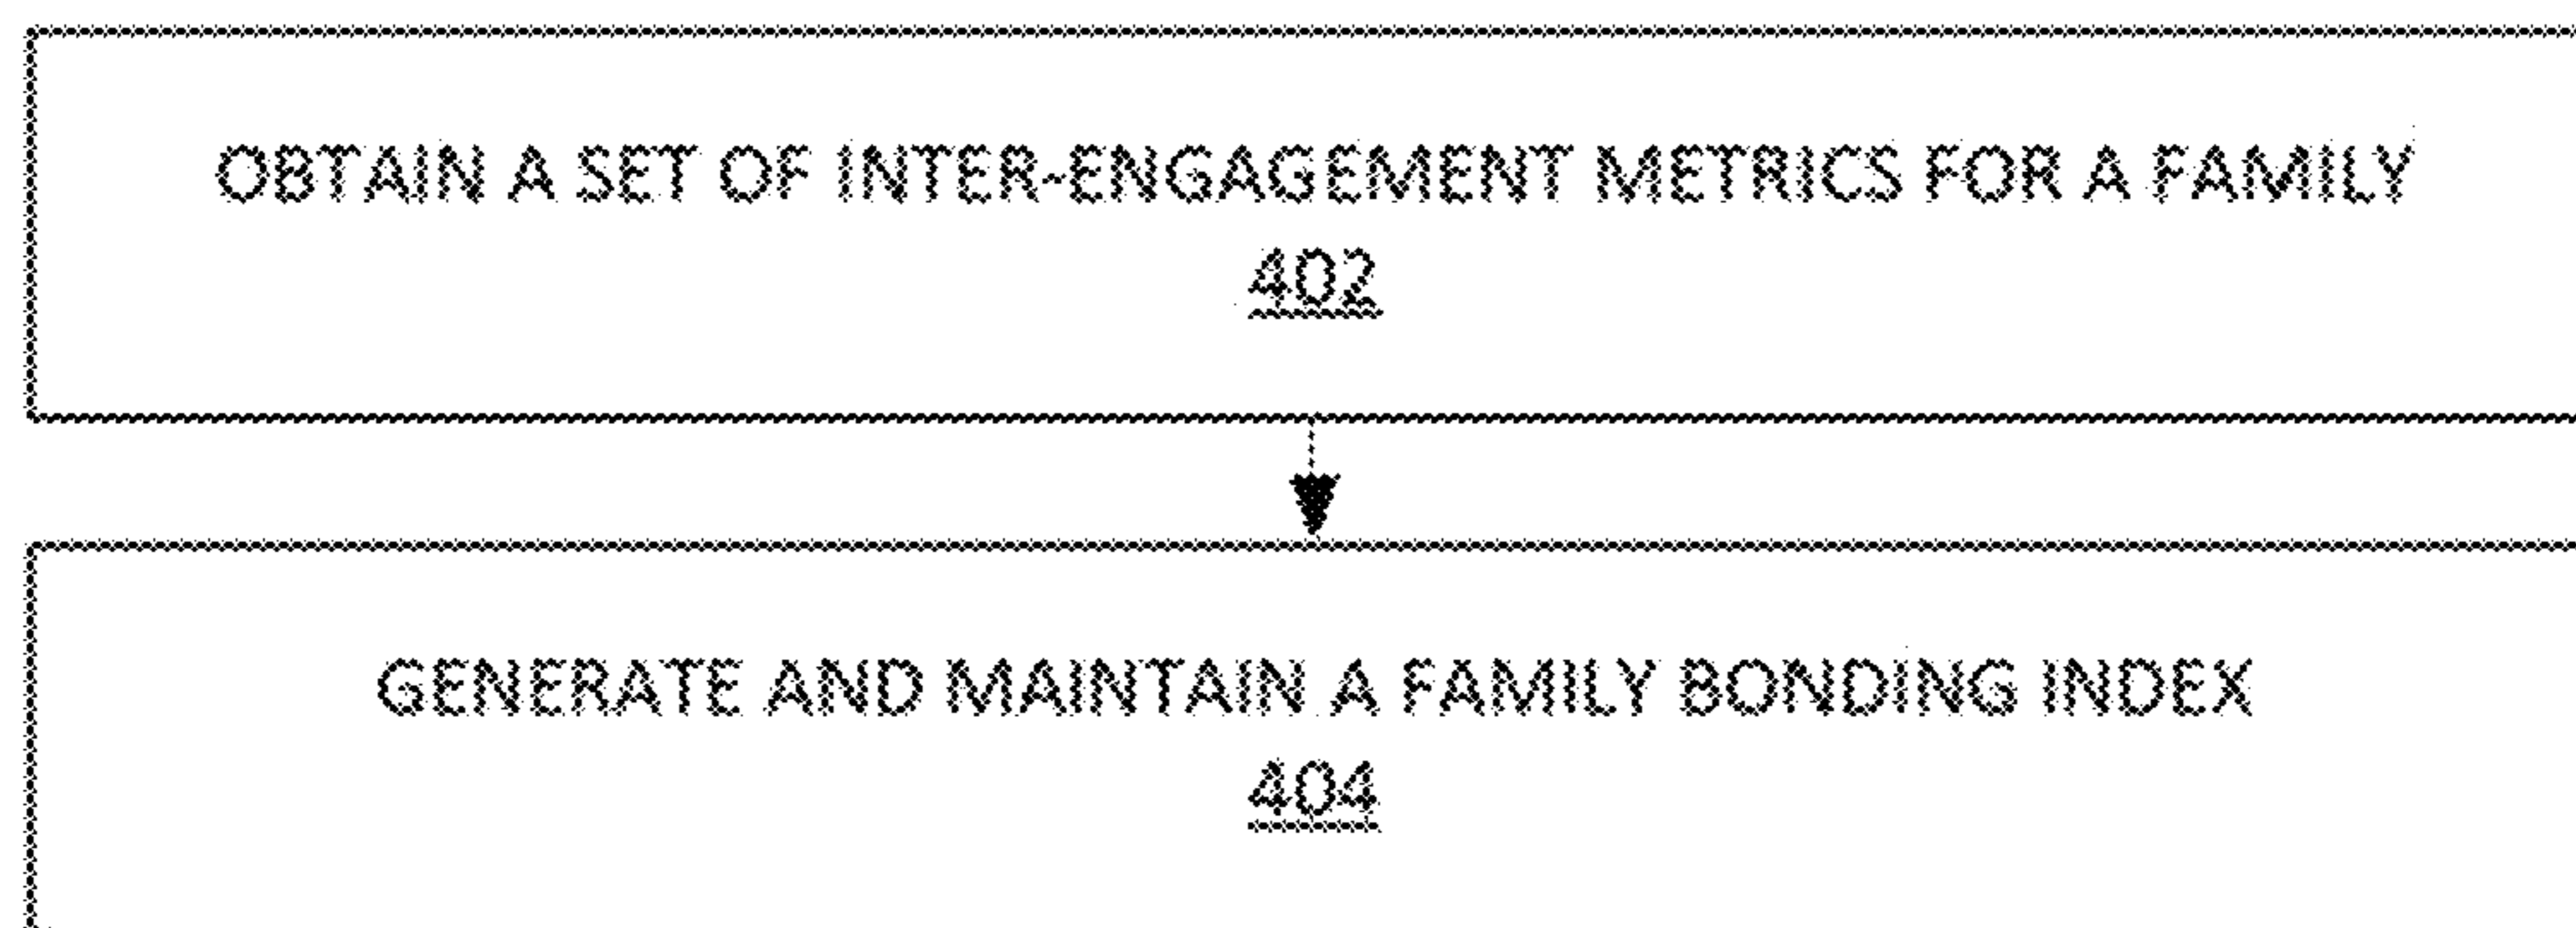 OBTAIN A SET OF INTER-ENGAGEMENT METRICS FOR A FAMILY
402
GENERATE AND MAINTAIN A FAMILY BONDING INDEX
404